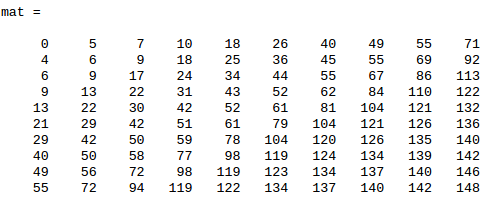 mat =
0 5 7 10 18 26 40 49 55 71
4 6 9 18 25 36 45 55 69 92
6 9 17 24 34 44 55 67 86 113
9 13 22 31 43 52 62 84 110 122
13 22 30 42 52 61 81 104 121 132
21 29 42 51 61 79 104 121 126 136
29 42 50 59 78 104 120 126 135 140
40 50 58 77 98 119 124 134 139 142
49 56 72 98 119 123 134 137 140 146
55 72 94 119 122 134 137 140 142 148